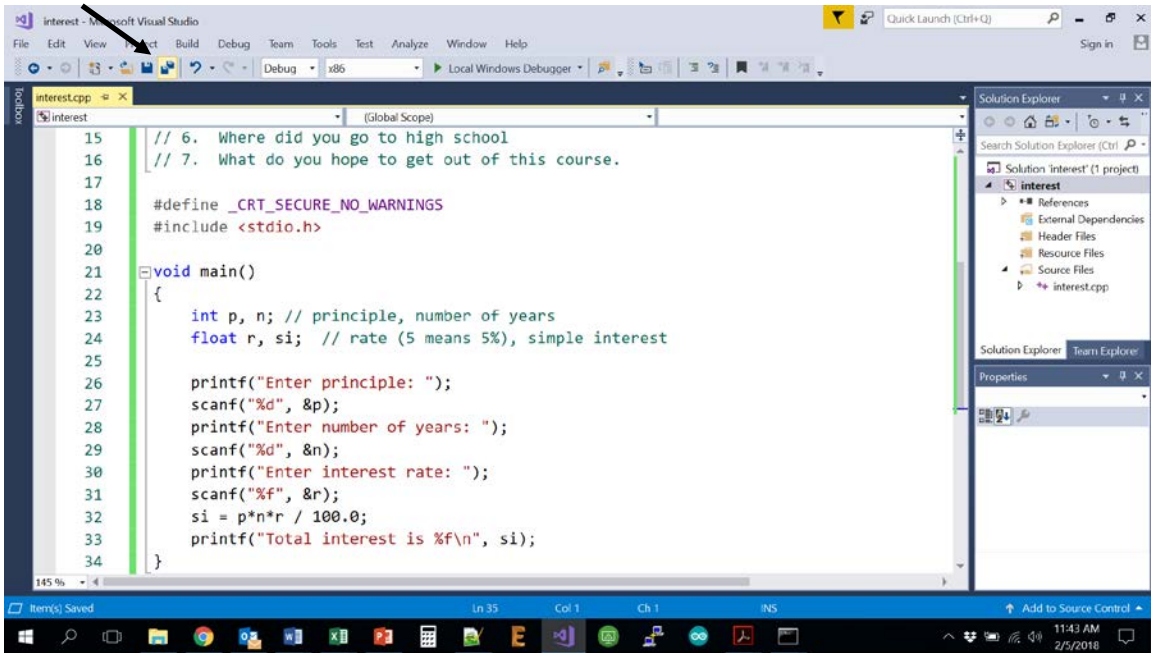 interest - Microsoft Visual Studio
Quick Launch (Ctrl+Q)
File Edit View Project Build Debug Team Tools Test Analyze Window Help
Sign in
Debug x86 Local Windows Debugger
Toolbox
interest.cpp
interest (Global Scope)
15 // 6. Where did you go to high school
16 // 7. What do you hope to get out of this course.
17
18 #define _CRT_SECURE_NO_WARNINGS
19 #include <stdio.h>
20
21 void main()
22 {
23 int p, n; // principle, number of years
24 float r, si; // rate (5 means 5%), simple interest
25
26 printf("Enter principle: ");
27 scanf("%d", &p);
28 printf("Enter number of years: ");
29 scanf("%d", &n);
30 printf("Enter interest rate: ");
31 scanf("%f", &r);
32 si = p*n*r / 100.0;
33 printf("Total interest is %f\n", si);
34 }
145 %
Solution Explorer
Search Solution Explorer (Ctrl
Solution 'interest' (1 project)
interest
References
External Dependencies
Header Files
Resource Files
Source Files
++ interest.cpp
Solution Explorer Team Explorer
Properties
Item(s) Saved Ln 35 Col 1 Ch 1 INS Add to Source Control
11:43 AM
2/5/2018